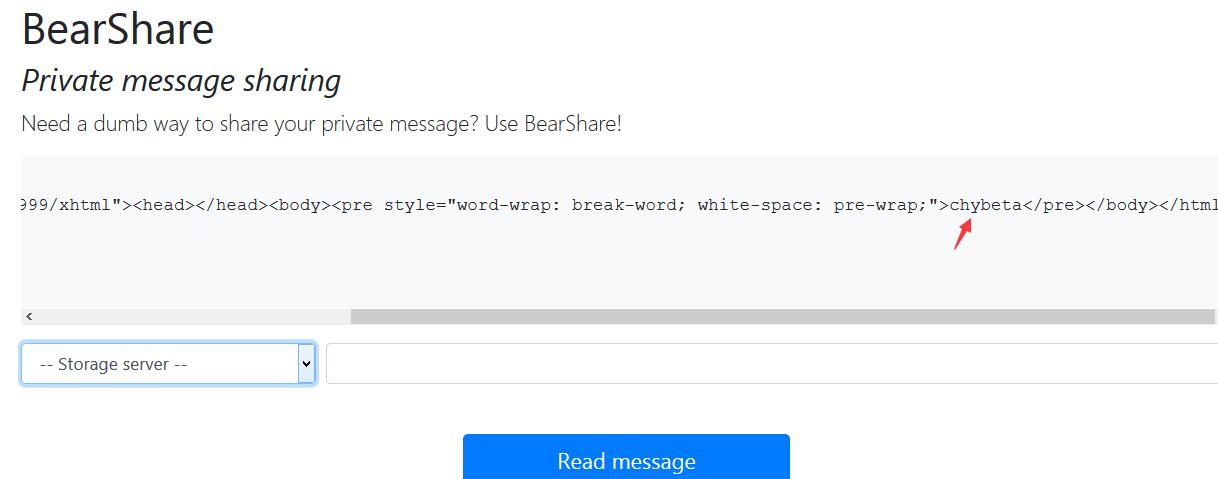 BearShare
Private message sharing
Need a dumb way to share your private message? Use BearShare!
999/xhtml"><head></head><body><pre style="word-wrap: break-word; white-space: pre-wrap;">chybeta</pre></body></html
-- Storage server --
Read message